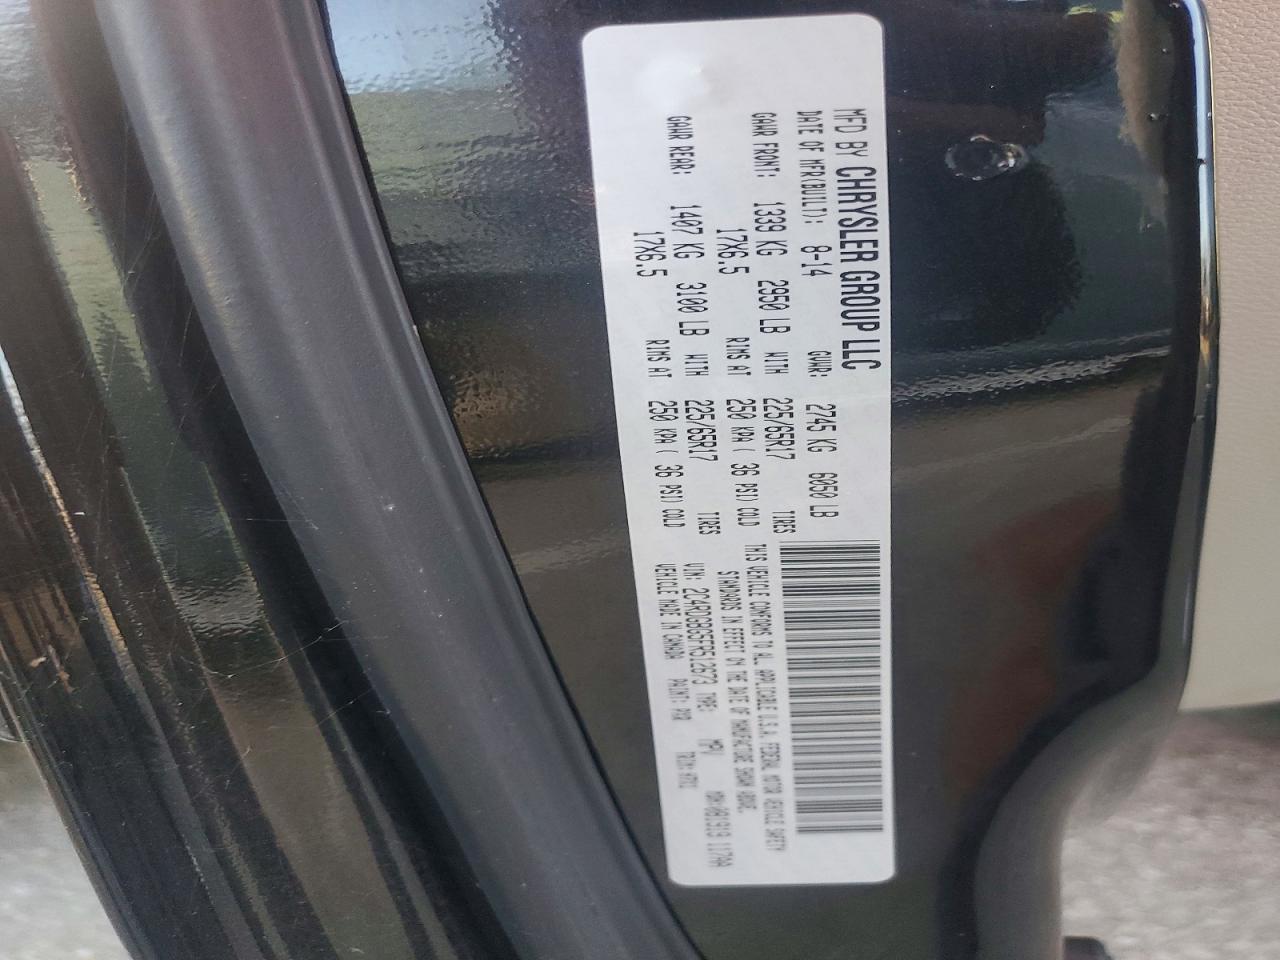 MFD BY CHRYSLER GROUP LLC
DATE OF MFR(BUILT): 8-14 GVWR: 2745 KG 6050 LB
GAWR FRONT: 1339 KG 2950 LB WITH 225/65R17 TIRES
17X6.5 RIMS AT 250 KPA ( 36 PSI) COLD
GAWR REAR: 1407 KG 3100 LB WITH 225/65R17 TIRES
17X6.5 RIMS AT 250 KPA ( 36 PSI) COLD
THIS VEHICLE CONFORMS TO ALL APPLICABLE U.S.A. FEDERAL MOTOR VEHICLE SAFETY
STANDARDS IN EFFECT ON THE DATE OF MANUFACTURE SHOWN ABOVE.
VIN: 2C4RDGBG5FR512673 TYPE: MPV
VEHICLE MADE IN CANADA PAINT: